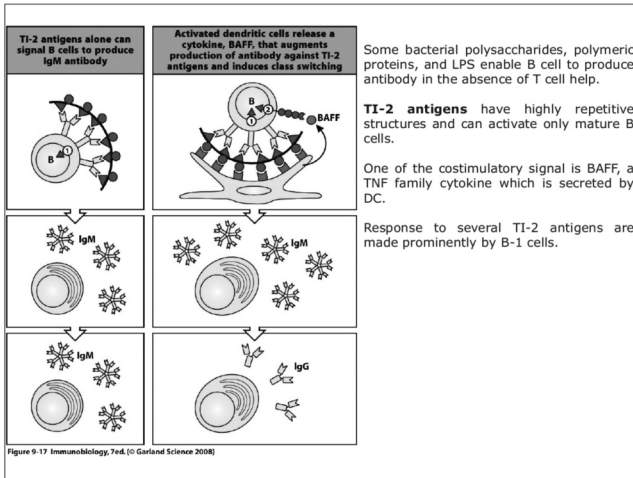 TI-2 antigens alone can
signal B cells to produce
IgM antibody
B
1
IgM
IgM
Activated dendritic cells release a
cytokine, BAFF, that augments
production of antibody against TI-2
antigens and induces class switching
B
1
2
BAFF
IgM
IgG
Figure 9-17 Immunobiology, 7ed. (© Garland Science 2008)
Some bacterial polysaccharides, polymeric
proteins, and LPS enable B cell to produce
antibody in the absence of T cell help.
TI-2 antigens have highly repetitive
structures and can activate only mature B
cells.
One of the costimulatory signal is BAFF, a
TNF family cytokine which is secreted by
DC.
Response to several TI-2 antigens are
made prominently by B-1 cells.